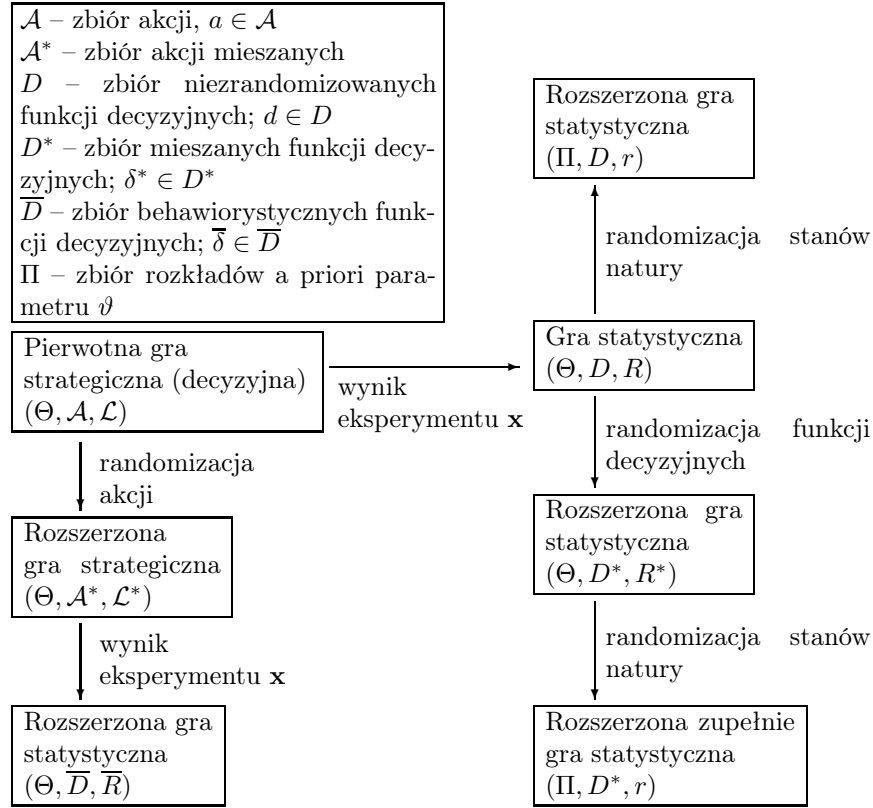 𝒜 – zbiór akcji, a ∈ 𝒜
𝒜* – zbiór akcji mieszanych
D – zbiór niezrandomizowanych
funkcji decyzyjnych; d ∈ D
D* – zbiór mieszanych funkcji decy-
zyjnych; δ* ∈ D*
D̅ – zbiór behawiorystycznych funk-
cji decyzyjnych; δ̅ ∈ D̅
Π – zbiór rozkładów a priori para-
metru ϑ
Rozszerzona gra
statystyczna
(Π, D, r)
randomizacja stanów
natury
Pierwotna gra
strategiczna (decyzyjna)
(Θ, 𝒜, ℒ)
wynik
eksperymentu x
Gra statystyczna
(Θ, D, R)
randomizacja funkcji
decyzyjnych
randomizacja
akcji
Rozszerzona
gra strategiczna
(Θ, 𝒜*, ℒ*)
Rozszerzona gra
statystyczna
(Θ, D*, R*)
wynik
eksperymentu x
randomizacja stanów
natury
Rozszerzona gra
statystyczna
(Θ, D̅, R̅)
Rozszerzona zupełnie
gra statystyczna
(Π, D*, r)